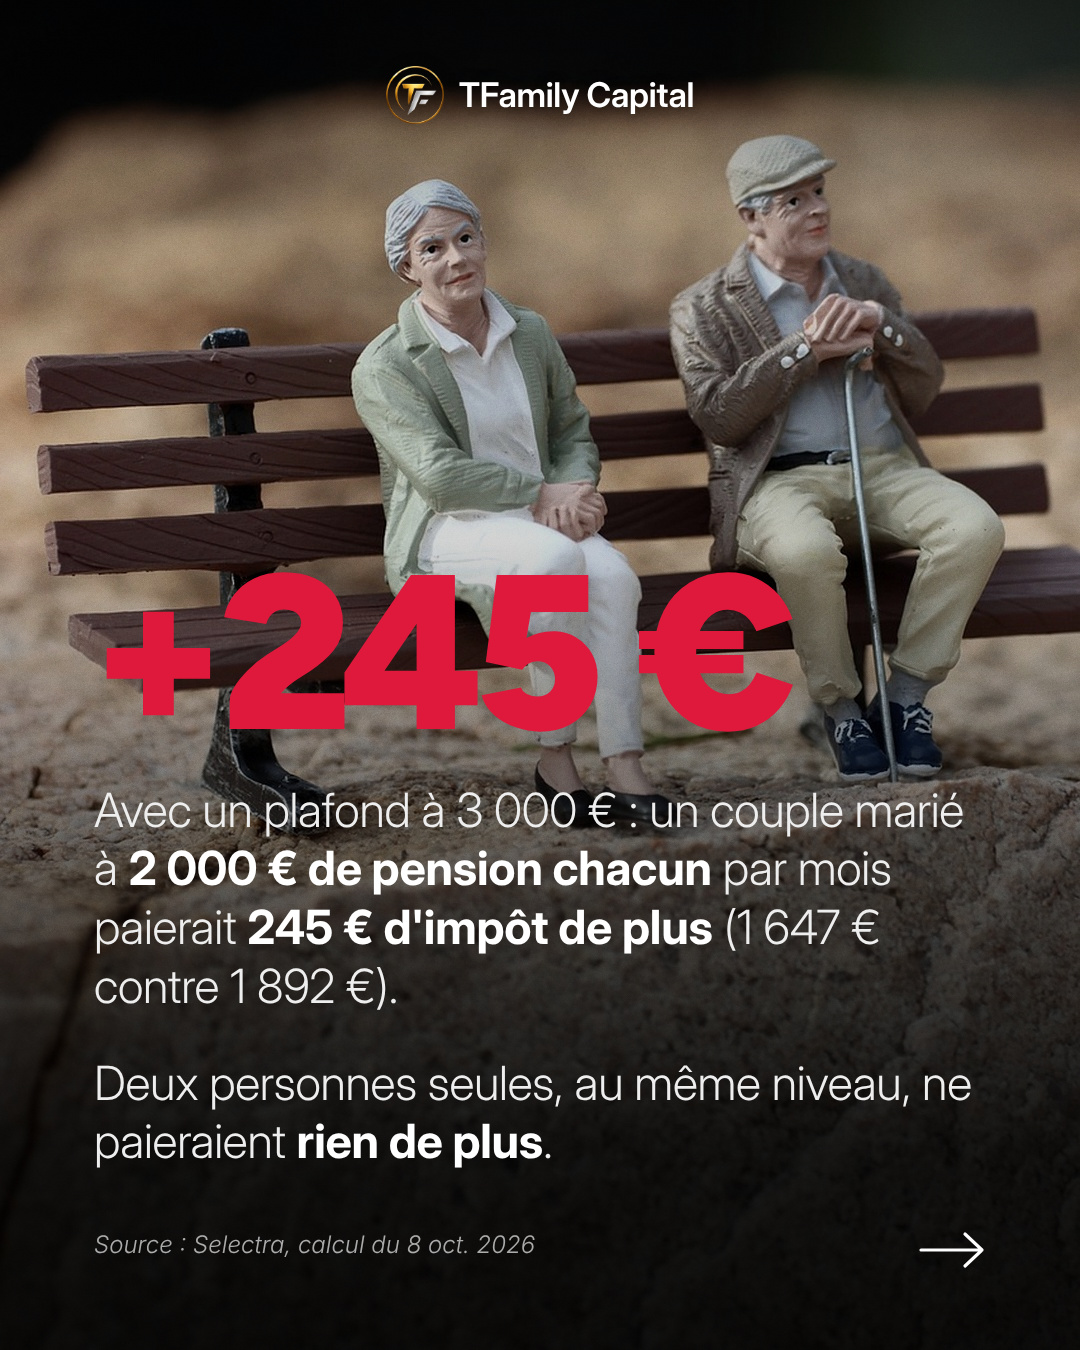 TFamily Capital
+245 €
Avec un plafond à 3 000 € : un couple marié
à 2 000 € de pension chacun par mois
paierait 245 € d'impôt de plus (1 647 €
contre 1 892 €).
Deux personnes seules, au même niveau, ne
paieraient rien de plus.
Source : Selectra, calcul du 8 oct. 2026